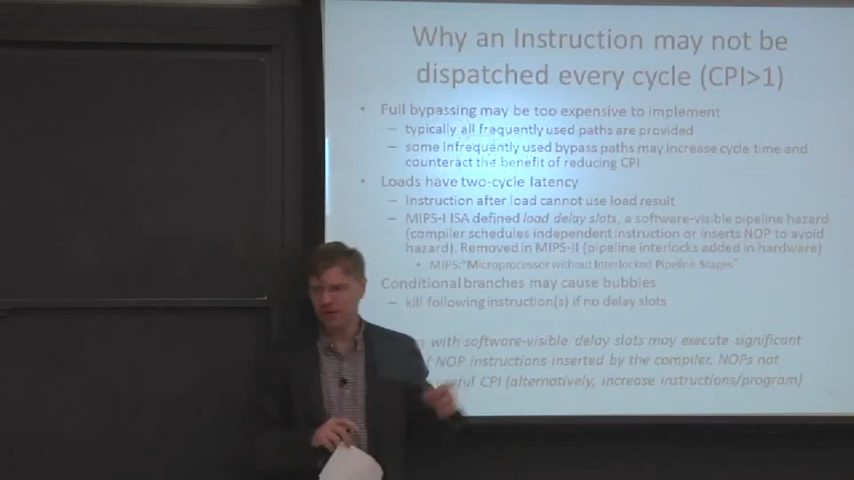 Why an Instruction may not be
dispatched every cycle (CPI>1)
• Full bypassing may be too expensive to implement
– typically all frequently used paths are provided
– some infrequently used bypass paths may increase cycle time and
counteract the benefit of reducing CPI
• Loads have two-cycle latency
– Instruction after load cannot use load result
– MIPS-I ISA defined load delay slots, a software-visible pipeline hazard
(compiler schedules independent instruction or inserts NOP to avoid
hazard). Removed in MIPS-II (pipeline interlocks added in hardware)
• MIPS:"Microprocessor without Interlocked Pipeline Stages"
Conditional branches may cause bubbles
– kill following instruction(s) if no delay slots
with software-visible delay slots may execute significant
NOP instructions inserted by the compiler. NOPs not
CPI (alternatively, increase instructions/program)